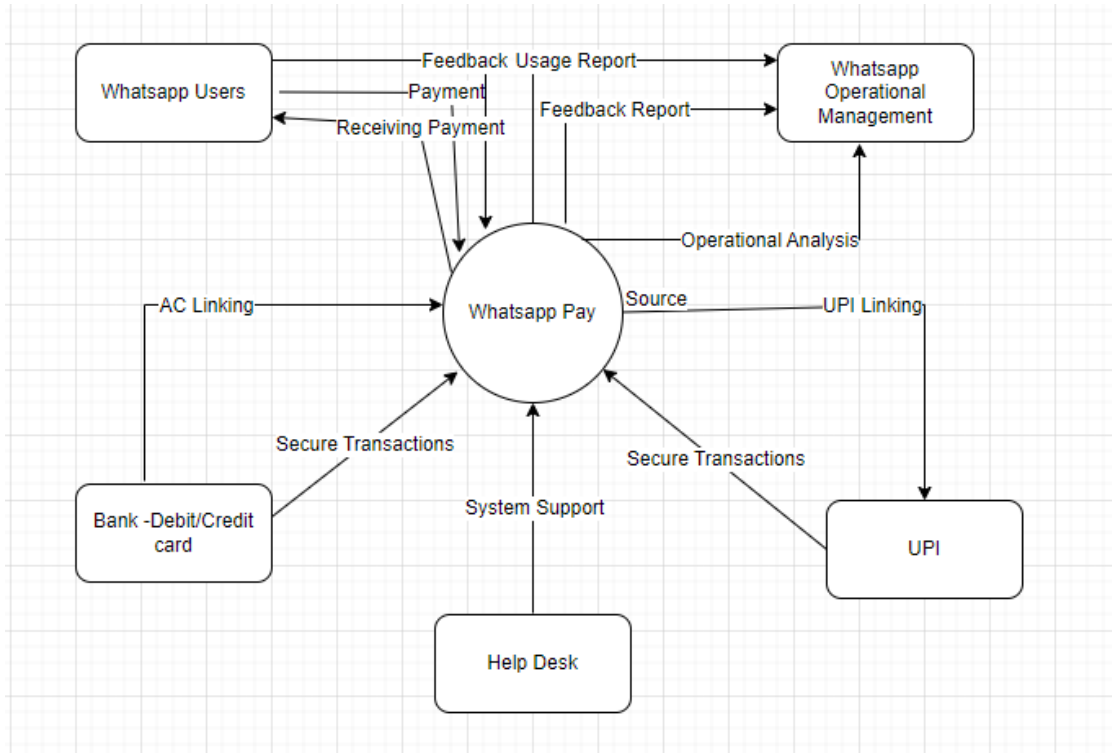 Feedback Usage Report
Whatsapp Users
Payment
Receiving Payment
Feedback Report
Whatsapp
Operational
Management
Operational Analysis
AC Linking
Whatsapp Pay
Source
UPI Linking
Secure Transactions
Secure Transactions
System Support
Bank -Debit/Credit
card
UPI
Help Desk